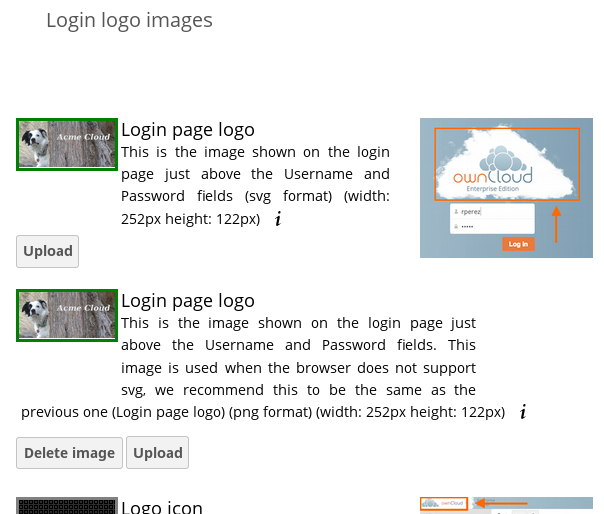 Login logo images
Acme Cloud
Login page logo
This is the image shown on the login
page just above the Username and
Password fields (svg format) (width:
252px height: 122px) i
Upload
ownCloud
Enterprise Edition
rperez
•••••
Log in
Acme Cloud
Login page logo
This is the image shown on the login page just
above the Username and Password fields. This
image is used when the browser does not support
svg, we recommend this to be the same as the
previous one (Login page logo) (png format) (width: 252px height: 122px) i
Delete image Upload
Logo icon
ownCloud